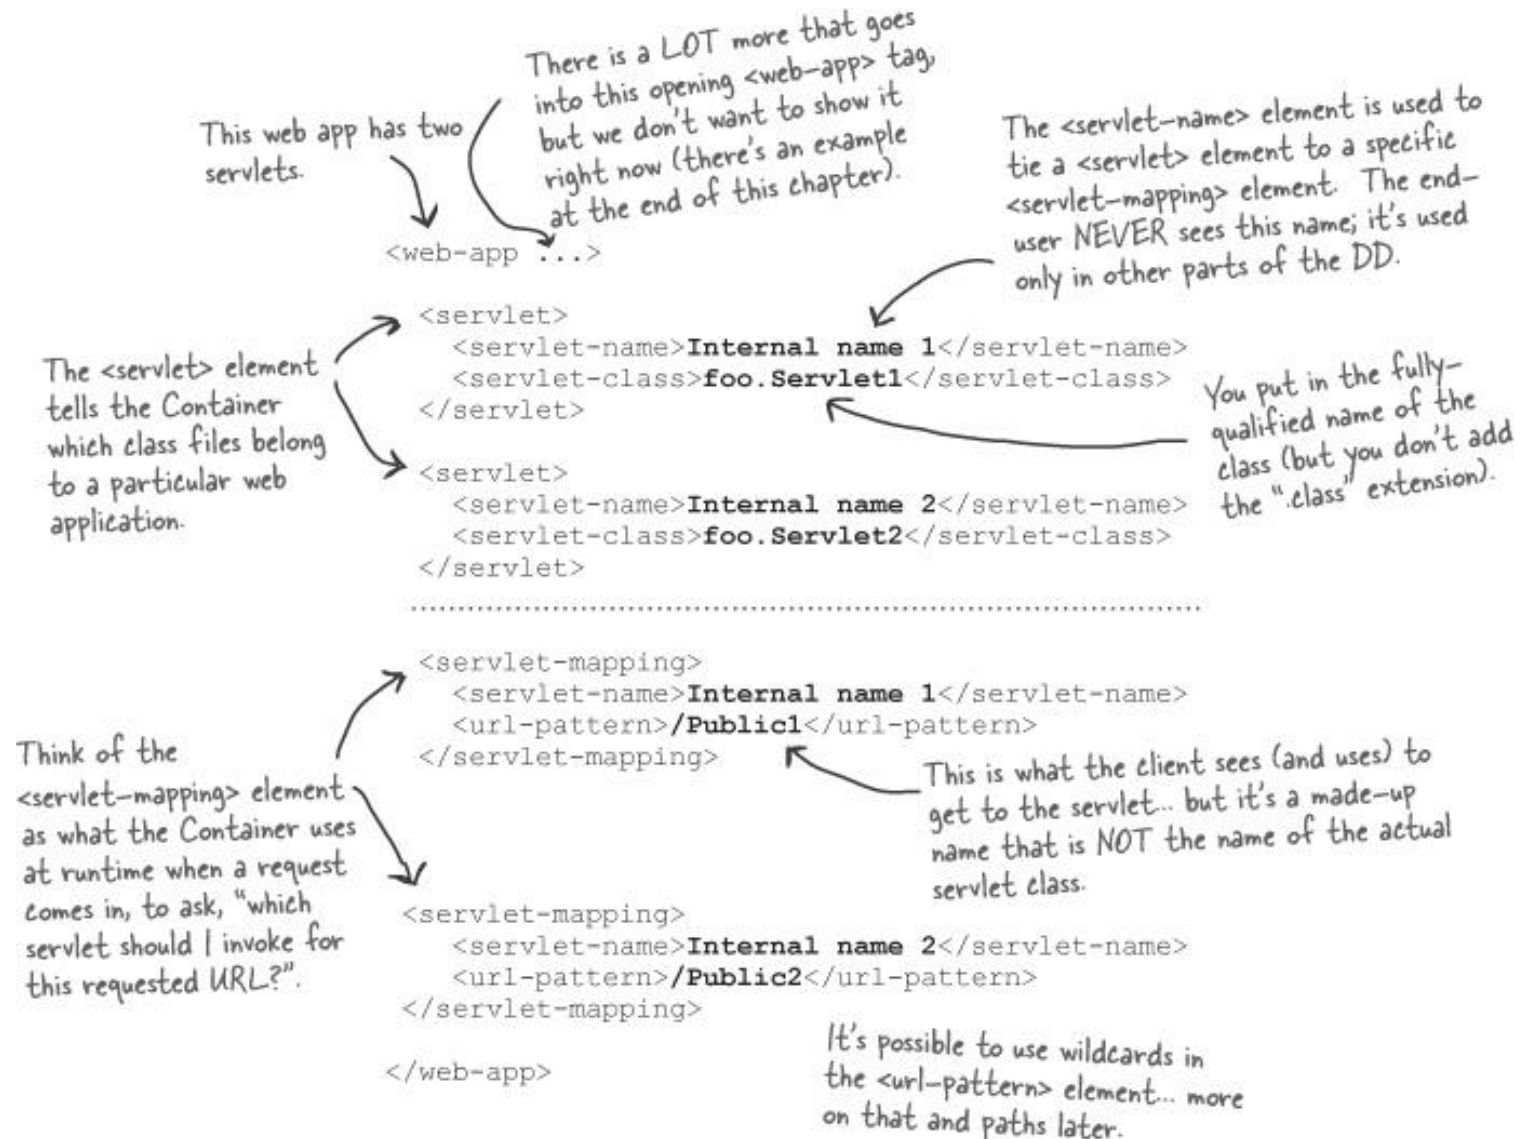 There is a LOT more that goes
into this opening <web-app> tag,
but we don't want to show it
right now (there's an example
at the end of this chapter).
This web app has two
servlets.
The <servlet-name> element is used to
tie a <servlet> element to a specific
<servlet-mapping> element. The end-
user NEVER sees this name; it's used
only in other parts of the DD.
<web-app ...>
<servlet>
<servlet-name>Internal name 1</servlet-name>
<servlet-class>foo.Servlet1</servlet-class>
</servlet>
The <servlet> element
tells the Container
which class files belong
to a particular web
application.
You put in the fully-
qualified name of the
class (but you don't add
the ".class" extension).
<servlet>
<servlet-name>Internal name 2</servlet-name>
<servlet-class>foo.Servlet2</servlet-class>
</servlet>
<servlet-mapping>
<servlet-name>Internal name 1</servlet-name>
<url-pattern>/Public1</url-pattern>
</servlet-mapping>
Think of the
<servlet-mapping> element
as what the Container uses
at runtime when a request
comes in, to ask, "which
servlet should I invoke for
this requested URL?".
This is what the client sees (and uses) to
get to the servlet... but it's a made-up
name that is NOT the name of the actual
servlet class.
<servlet-mapping>
<servlet-name>Internal name 2</servlet-name>
<url-pattern>/Public2</url-pattern>
</servlet-mapping>
</web-app>
It's possible to use wildcards in
the <url-pattern> element... more
on that and paths later.